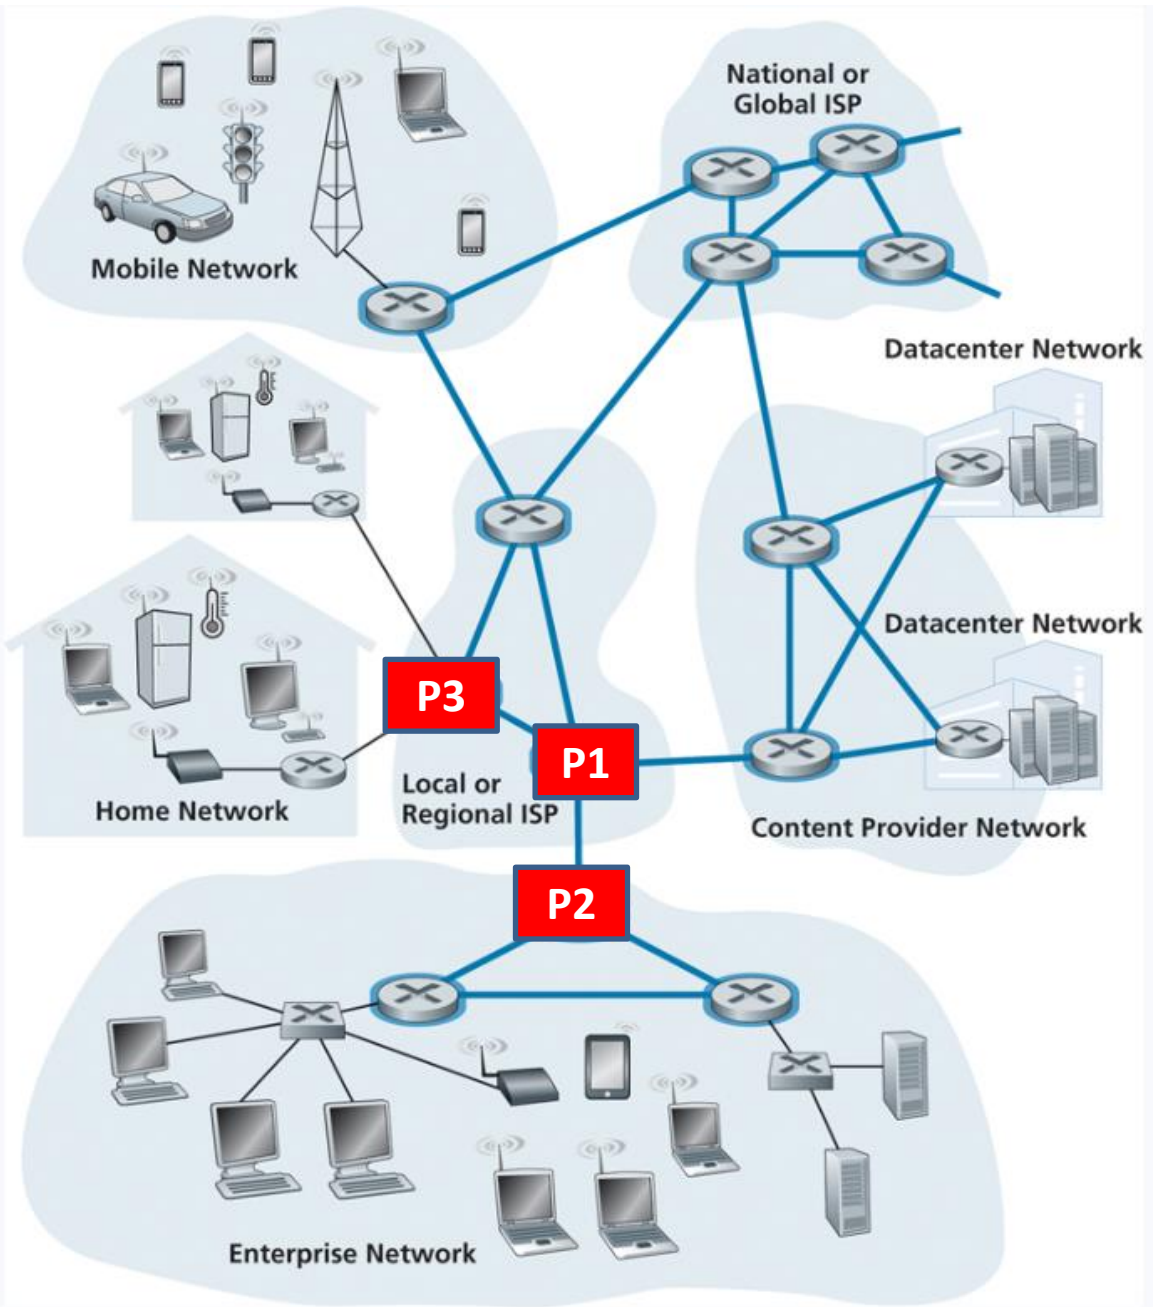 National or
Global ISP
Mobile Network
Datacenter Network
Datacenter Network
P3
P1
Local or
Regional ISP
Home Network
Content Provider Network
P2
Enterprise Network